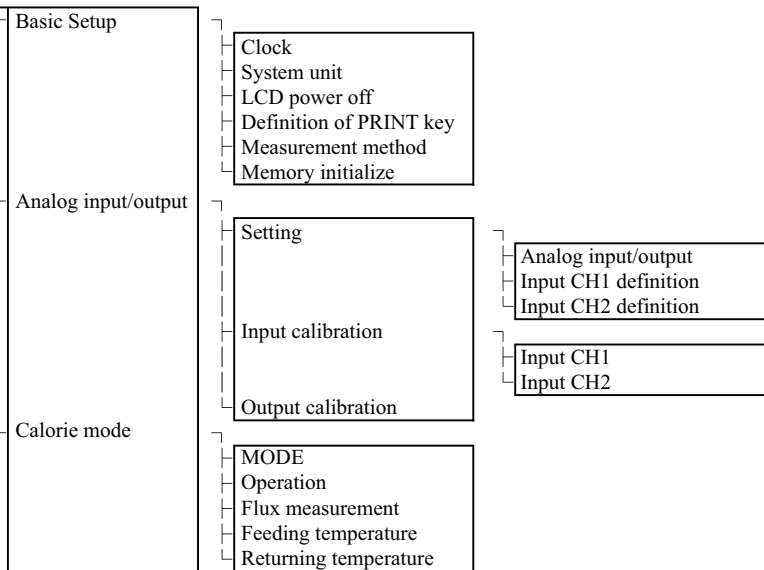 Basic Setup
Clock
System unit
LCD power off
Definition of PRINT key
Measurement method
Memory initialize
Analog input/output
Setting
Analog input/output
Input CH1 definition
Input CH2 definition
Input calibration
Input CH1
Input CH2
Output calibration
Calorie mode
MODE
Operation
Flux measurement
Feeding temperature
Returning temperature